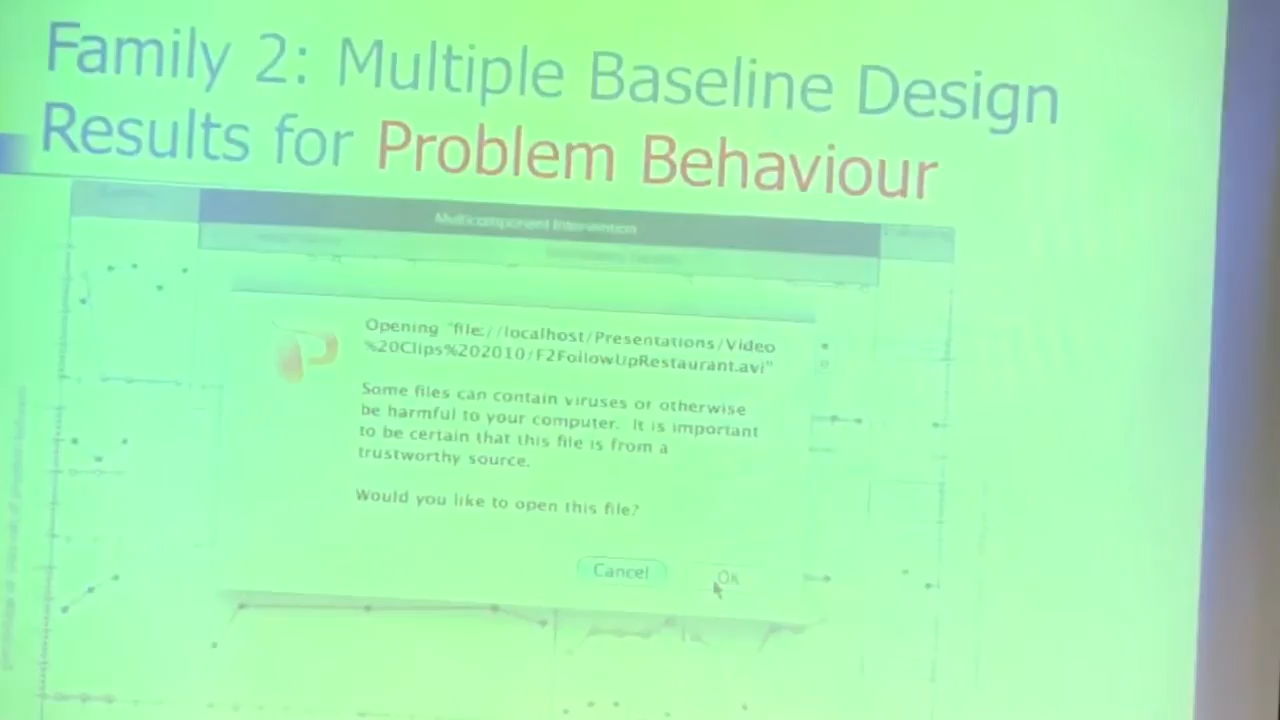 Family 2: Multiple Baseline Design
Results for Problem Behaviour
Multicomponent Intervention
Opening "file://localhost/Presentations/Video
%20Clips%202010/F2FollowUpRestaurant.avi"
Some files can contain viruses or otherwise
be harmful to your computer. It is important
to be certain that this file is from a
trustworthy source.
Would you like to open this file?
Cancel
OK